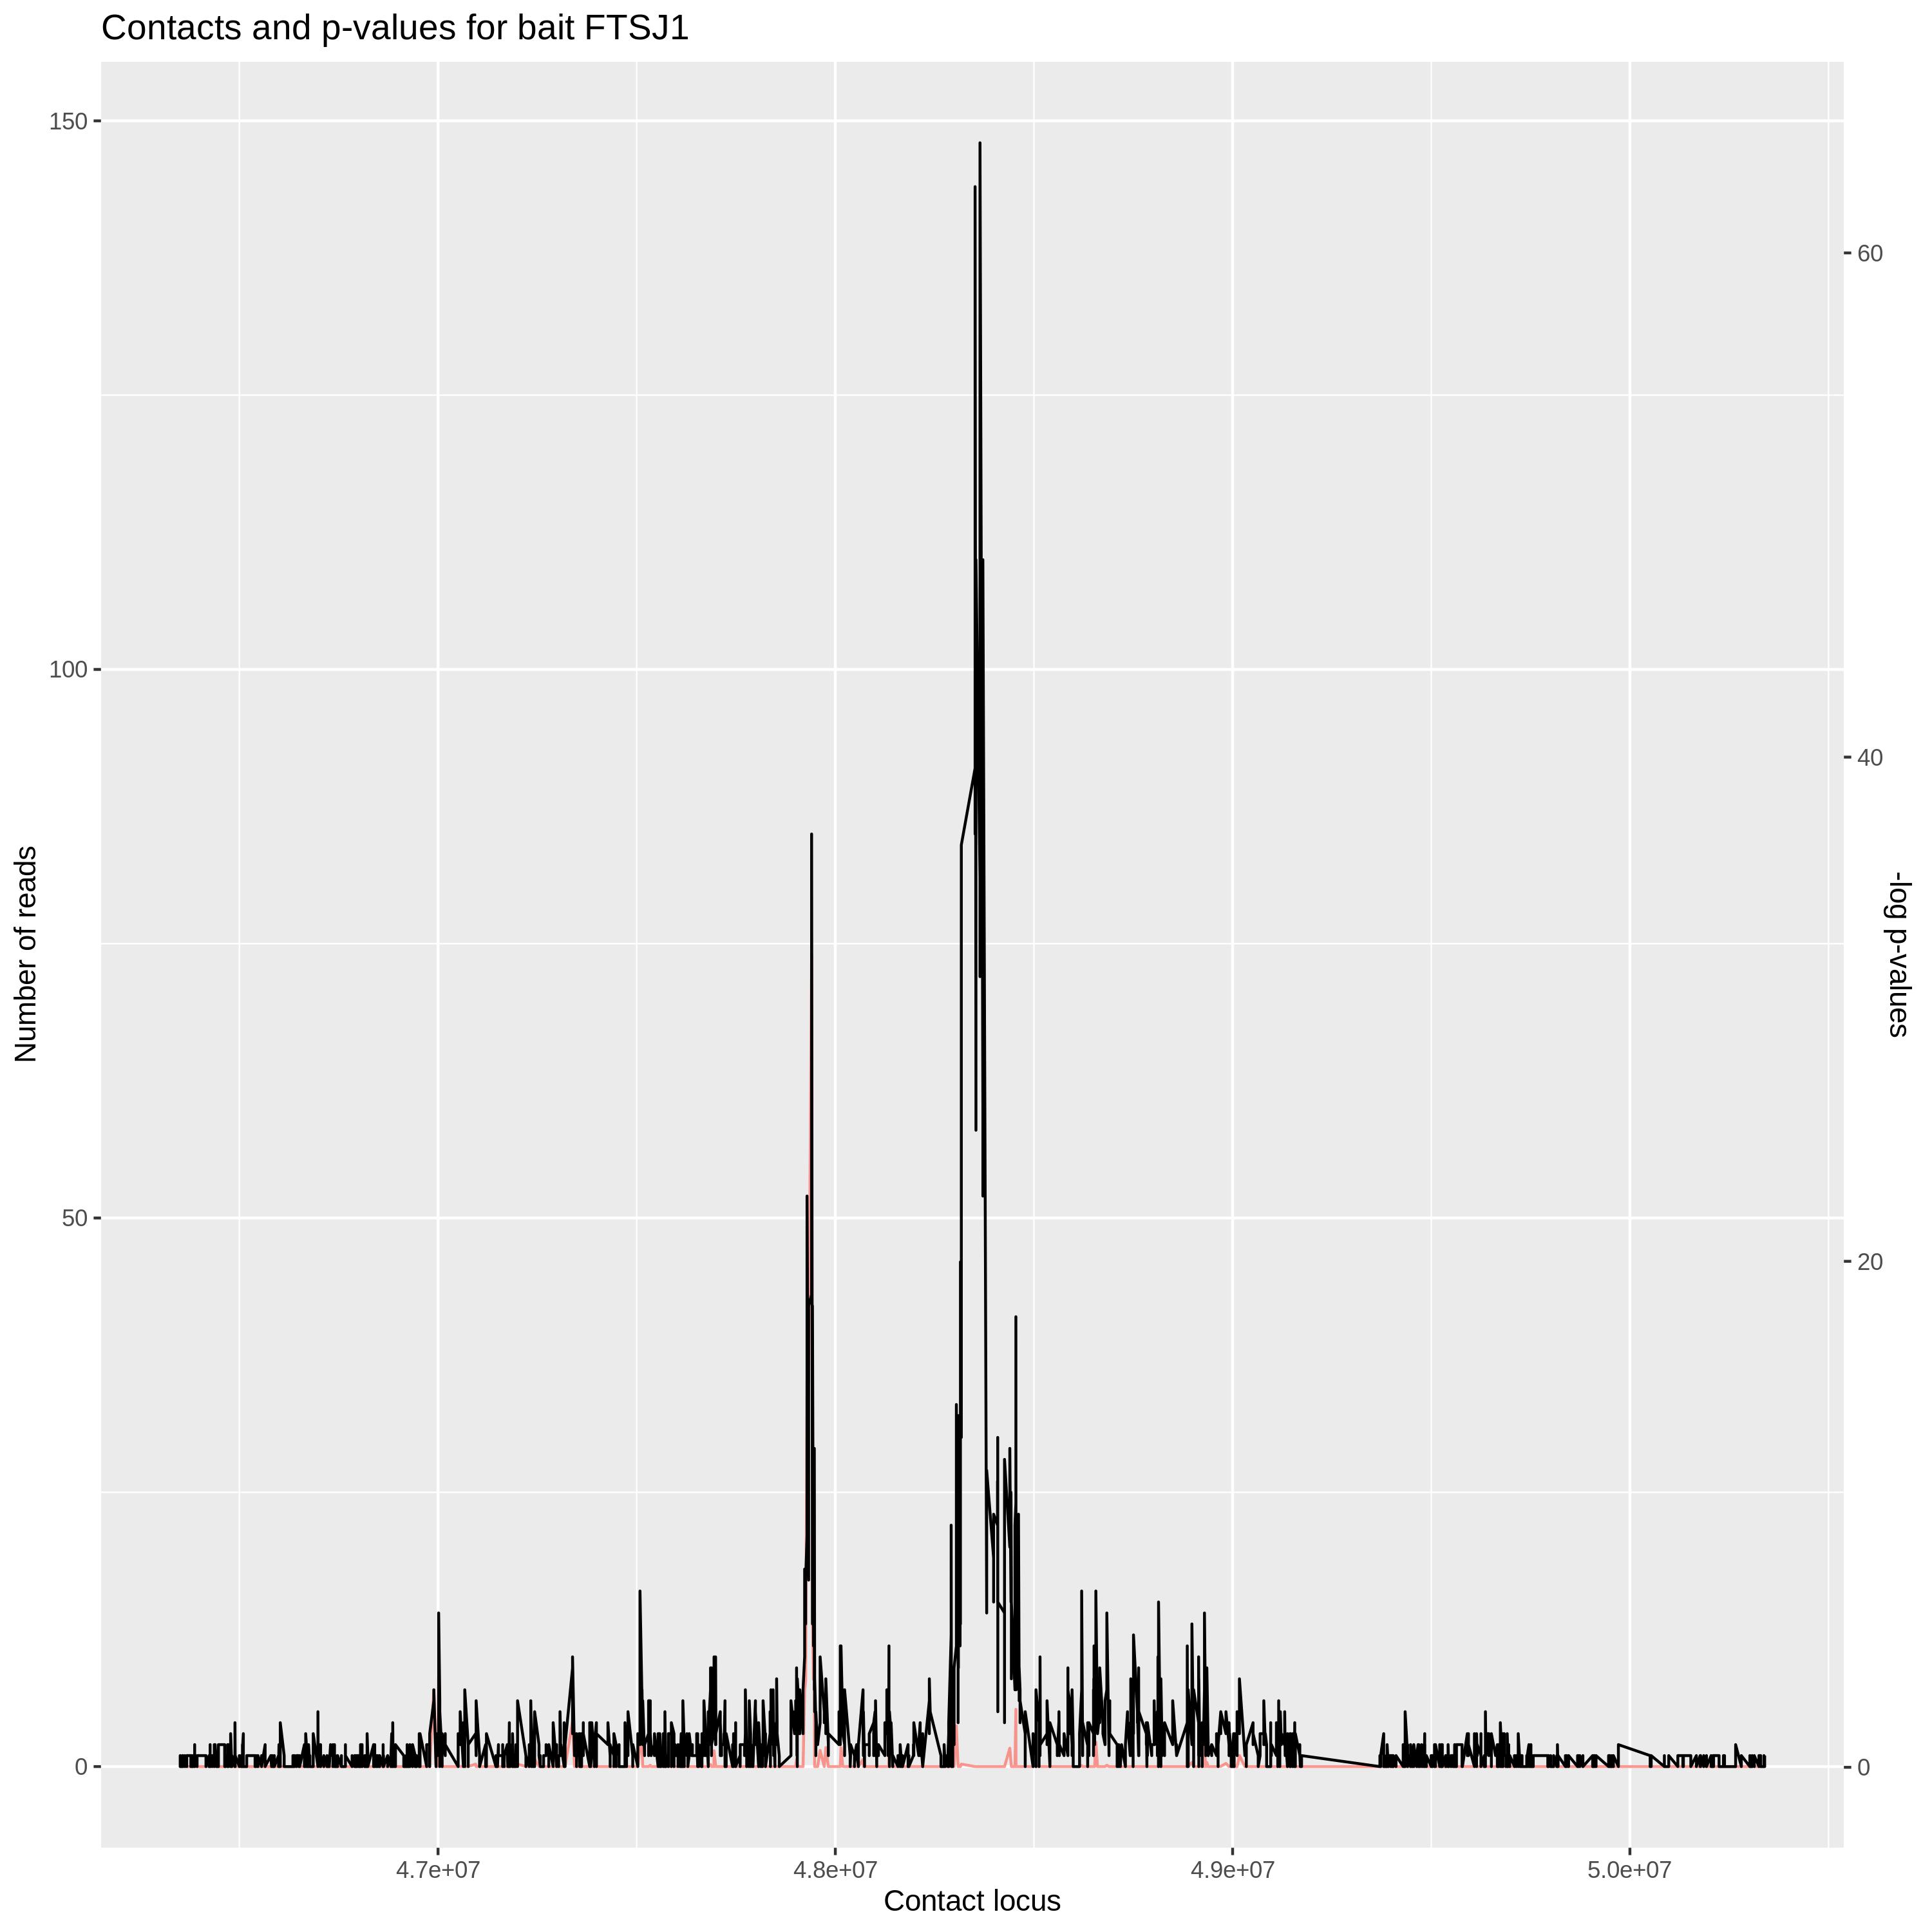 Contacts and p-values for bait FTSJ1
150
100
50
0
Number of reads
60
40
20
0
-log p-values
4.7e+07
4.8e+07
4.9e+07
5.0e+07
Contact locus